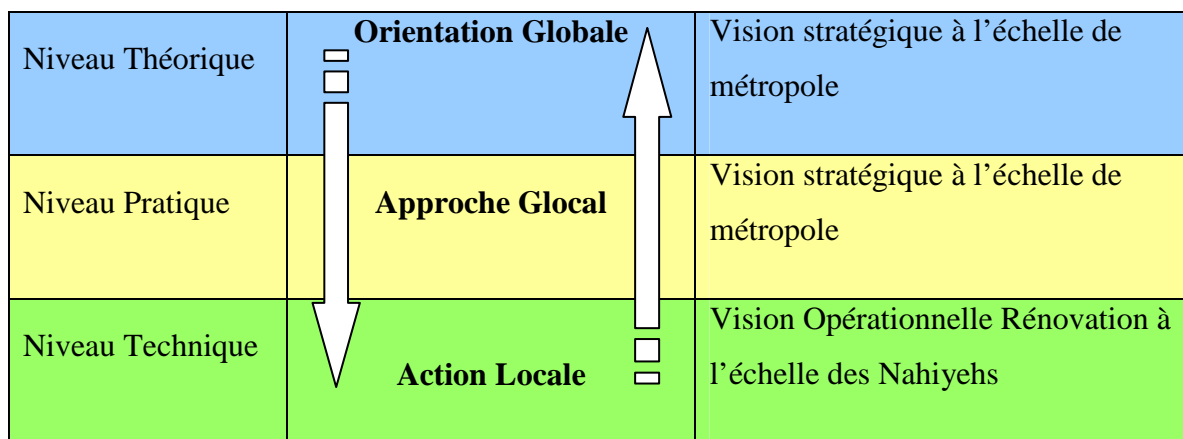 Niveau Théorique
Orientation Globale
Vision stratégique à l’échelle de
métropole
Niveau Pratique
Approche Glocal
Vision stratégique à l’échelle de
métropole
Niveau Technique
Action Locale
Vision Opérationnelle Rénovation à
l’échelle des Nahiyehs